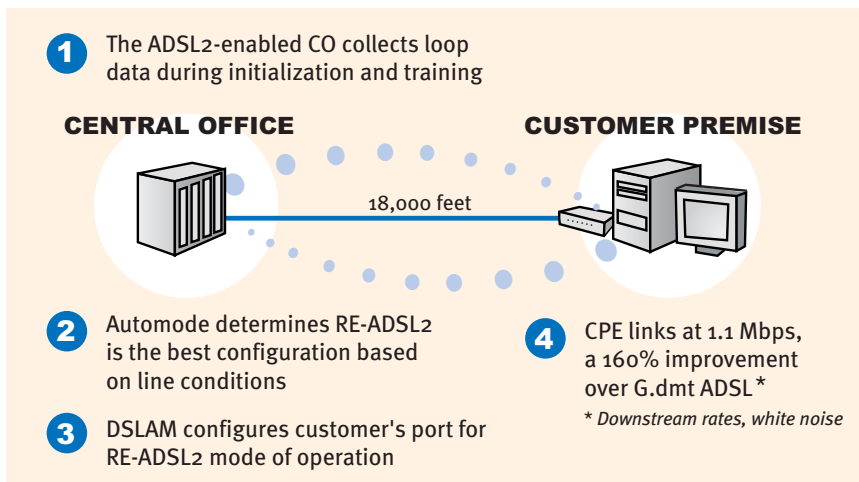 1
The ADSL2-enabled CO collects loop
data during initialization and training
CENTRAL OFFICE
CUSTOMER PREMISE
18,000 feet
2
Automode determines RE-ADSL2
is the best configuration based
on line conditions
3
DSLAM configures customer's port for
RE-ADSL2 mode of operation
4
CPE links at 1.1 Mbps,
a 160% improvement
over G.dmt ADSL*
* Downstream rates, white noise